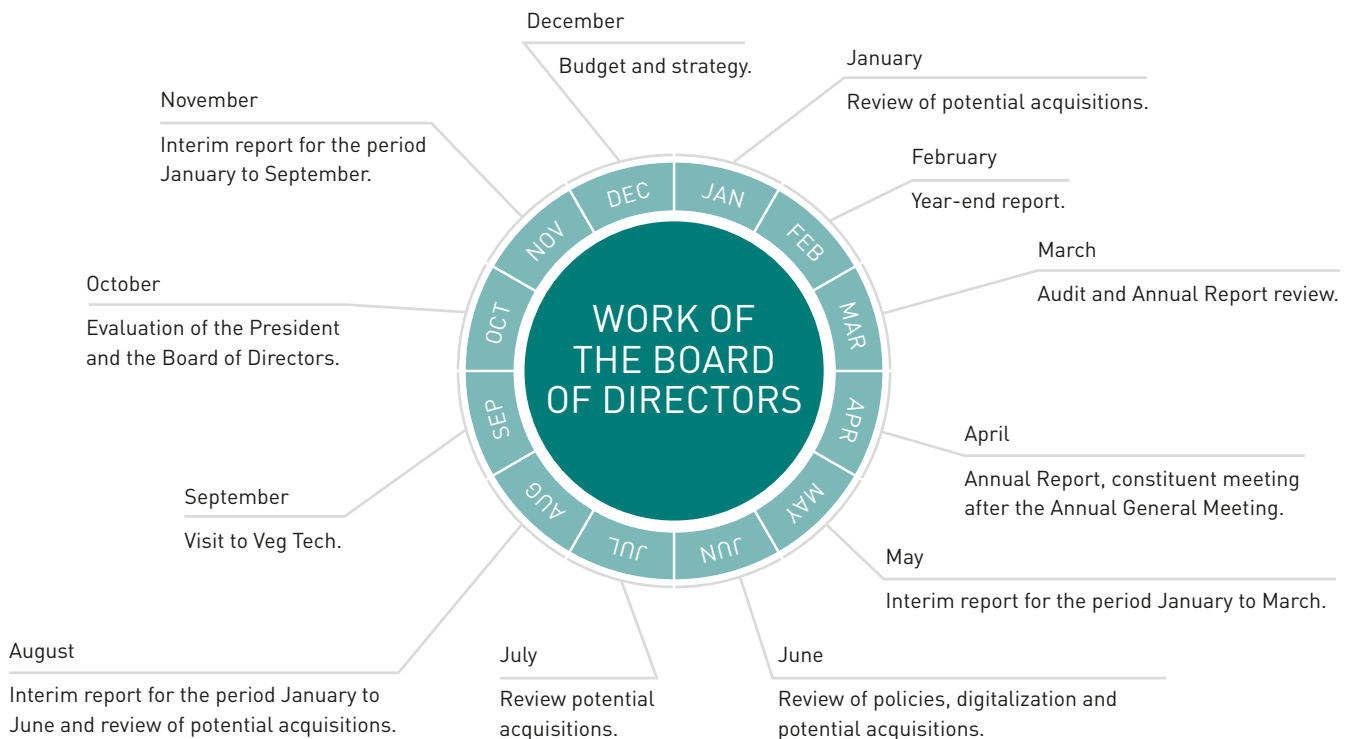 December
Budget and strategy.
January
Review of potential acquisitions.
November
Interim report for the period
January to September.
February
Year-end report.
March
Audit and Annual Report review.
October
Evaluation of the President
and the Board of Directors.
April
Annual Report, constituent meeting
after the Annual General Meeting.
September
Visit to Veg Tech.
May
Interim report for the period January to March.
August
Interim report for the period January to
June and review of potential acquisitions.
July
Review potential
acquisitions.
June
Review of policies, digitalization and
potential acquisitions.
JAN
FEB
MAR
APR
MAY
JUN
JUL
AUG
SEP
OCT
NOV
DEC
WORK OF
THE BOARD
OF DIRECTORS